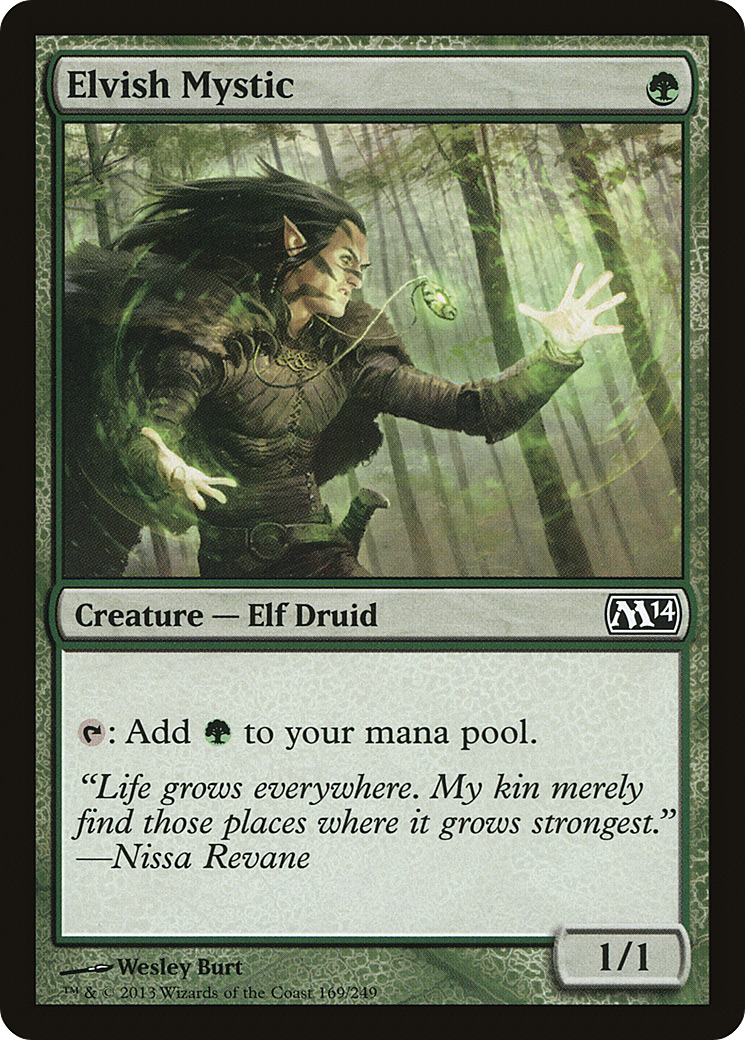 Elvish Mystic
Creature — Elf Druid
M14
: Add to your mana pool.
“Life grows everywhere. My kin merely
find those places where it grows strongest.”
—Nissa Revane
1/1
Wesley Burt
™ & © 2013 Wizards of the Coast 169/249